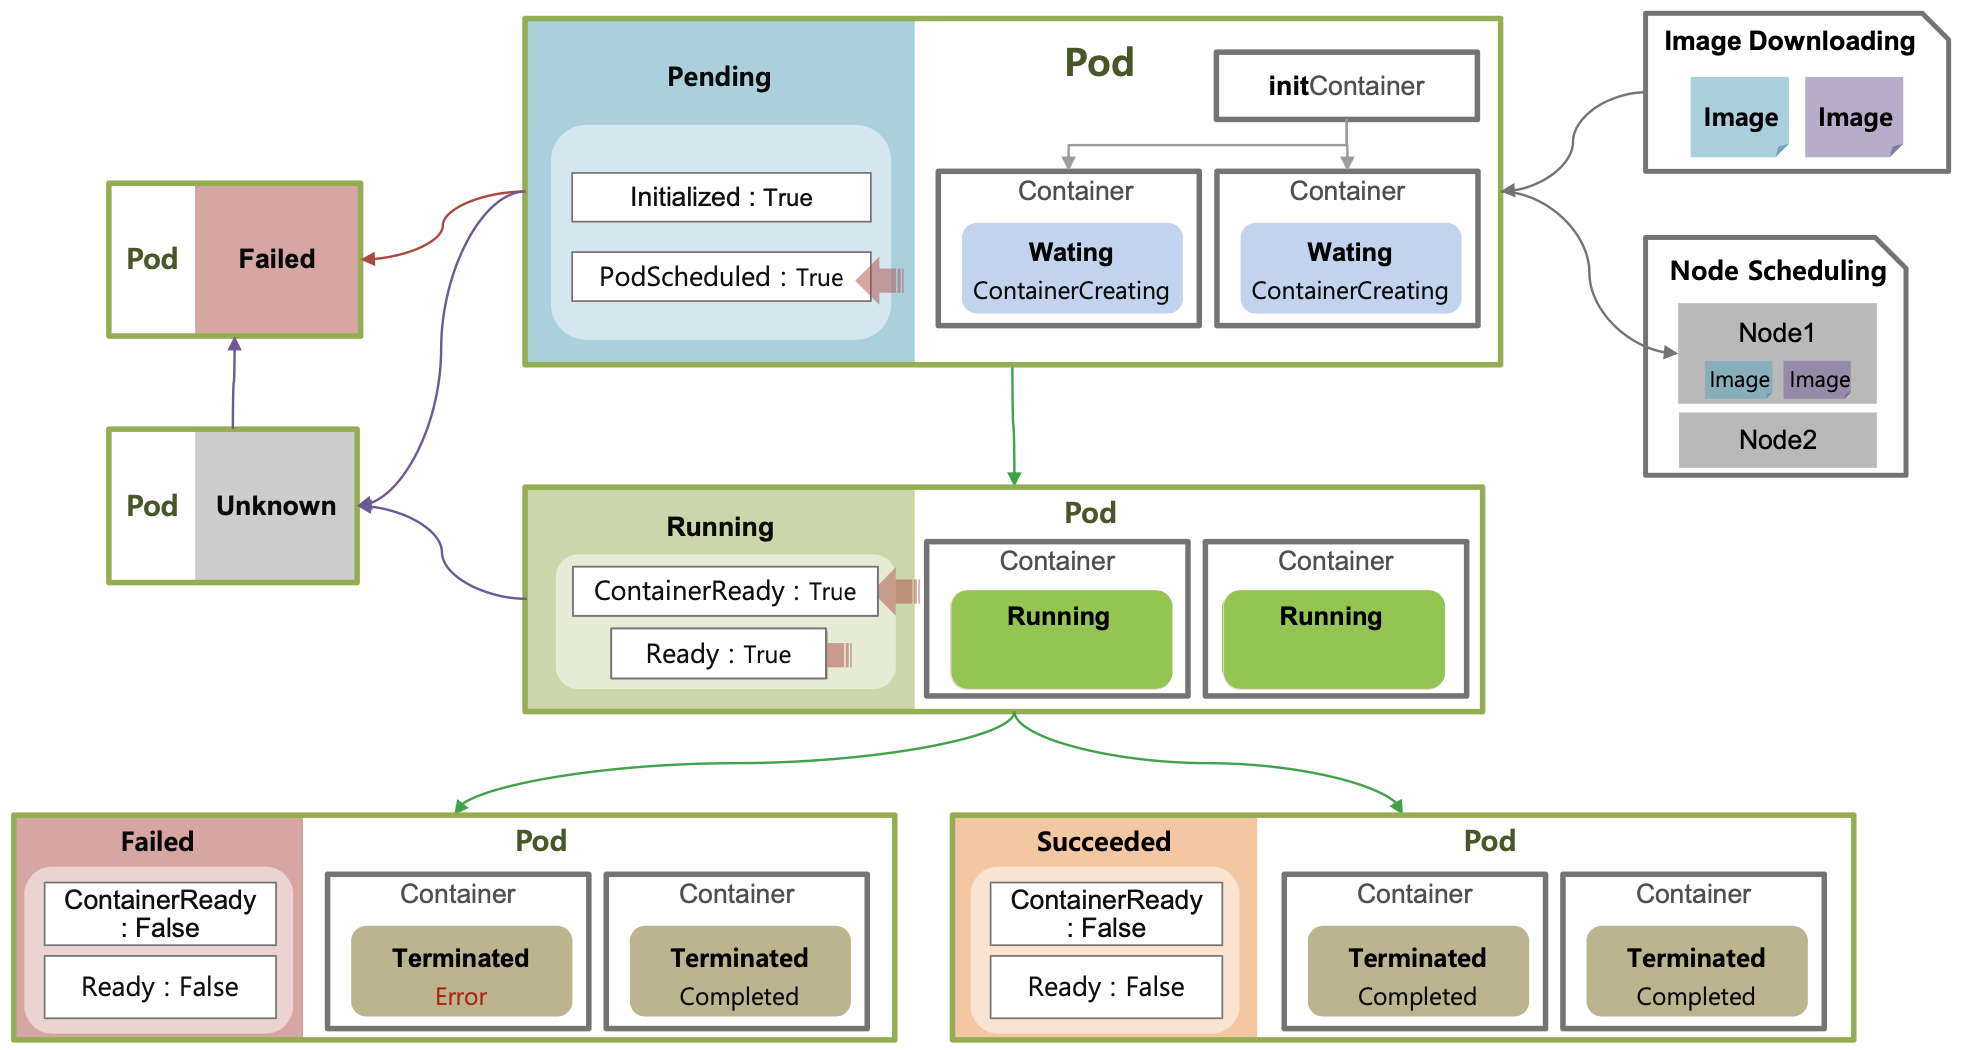 Pending
Initialized : True
PodScheduled : True
Pod
initContainer
Container
Wating
ContainerCreating
Container
Wating
ContainerCreating
Image Downloading
Image
Image
Node Scheduling
Node1
Image
Image
Node2
Pod
Failed
Pod
Unknown
Running
ContainerReady : True
Ready : True
Pod
Container
Running
Container
Running
Failed
ContainerReady
: False
Ready : False
Pod
Container
Terminated
Error
Container
Terminated
Completed
Succeeded
ContainerReady
: False
Ready : False
Pod
Container
Terminated
Completed
Container
Terminated
Completed